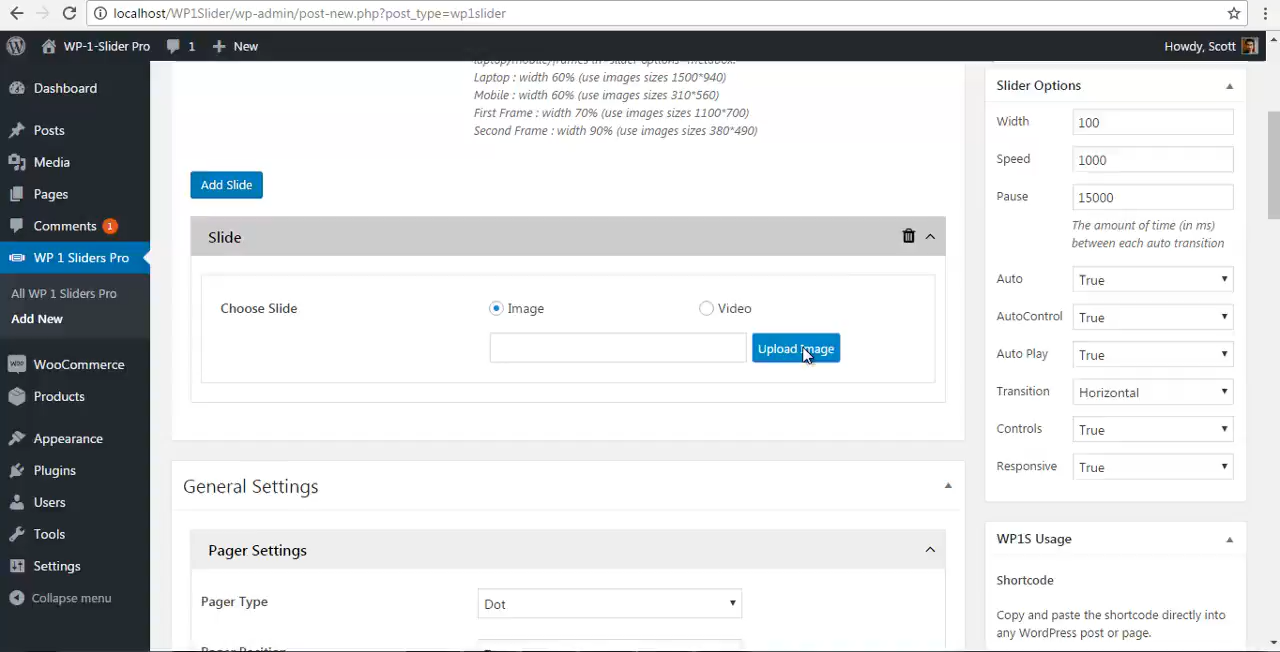 localhost/WP1Slider/wp-admin/post-new.php?post_type=wp1slider
WP-1-Slider Pro 1 New Howdy, Scott
Dashboard
Posts
Media
Pages
Comments 1
WP 1 Sliders Pro
All WP 1 Sliders Pro
Add New
WooCommerce
Products
Appearance
Plugins
Users
Tools
Settings
Collapse menu
Laptop : width 60% (use images sizes 1500*940)
Mobile : width 60% (use images sizes 310*560)
First Frame : width 70% (use images sizes 1100*700)
Second Frame : width 90% (use images sizes 380*490)
Add Slide
Slide
Choose Slide Image Video
Upload Image
General Settings
Pager Settings
Pager Type Dot
Slider Options
Width 100
Speed 1000
Pause 15000
The amount of time (in ms)
between each auto transition
Auto True
AutoControl True
Auto Play True
Transition Horizontal
Controls True
Responsive True
WP1S Usage
Shortcode
Copy and paste the shortcode directly into
any WordPress post or page.